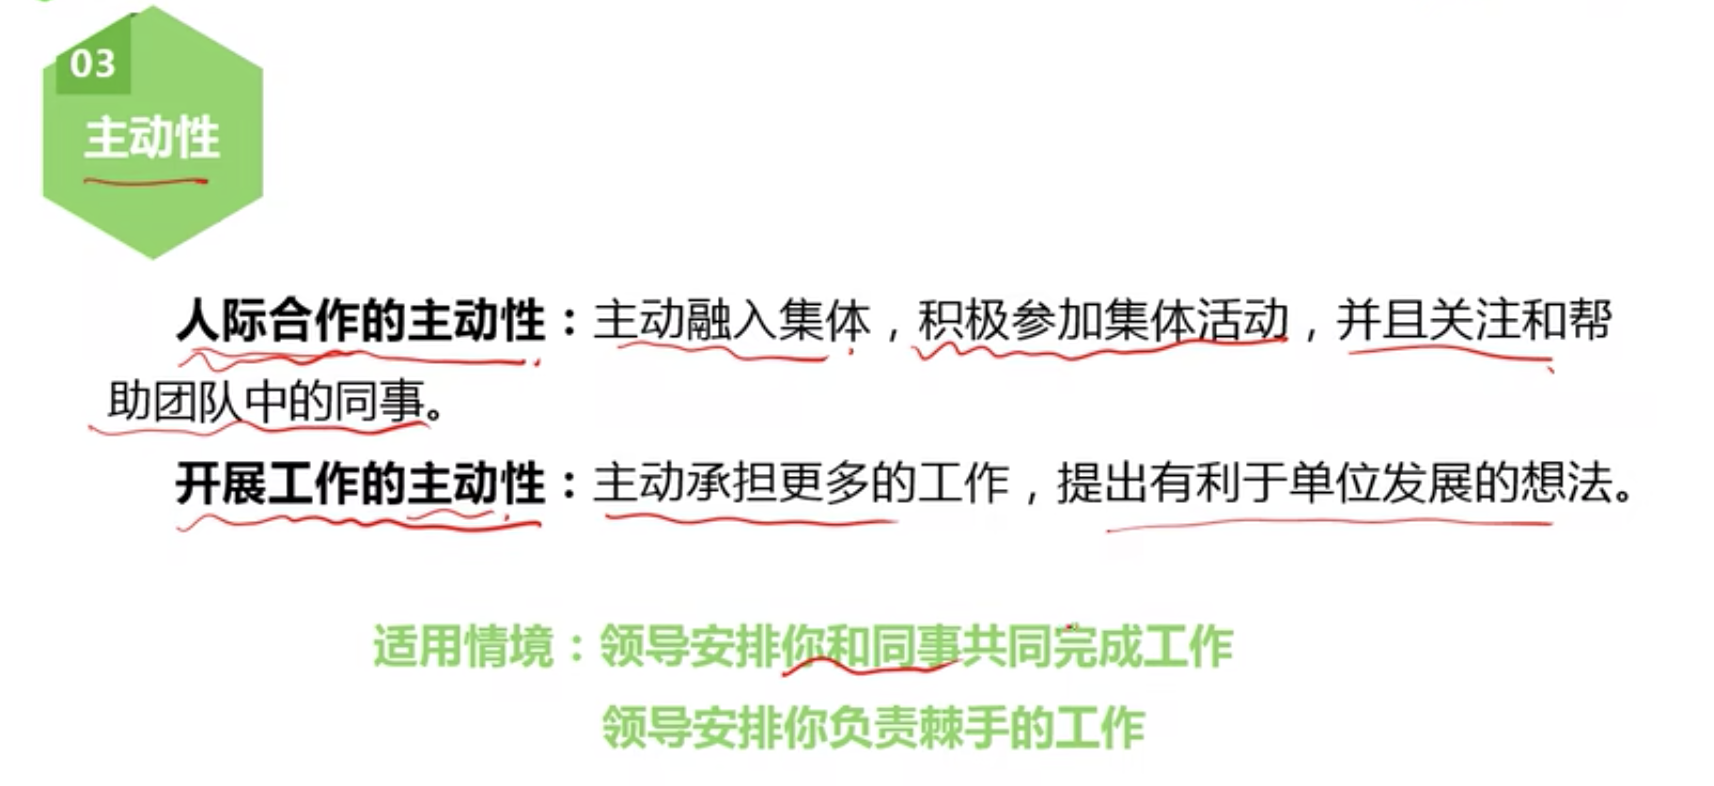 03
主动性
人际合作的主动性：主动融入集体，积极参加集体活动，并且关注和帮
助团队中的同事。
开展工作的主动性：主动承担更多的工作，提出有利于单位发展的想法。
适用情境：领导安排你和同事共同完成工作
领导安排你负责棘手的工作